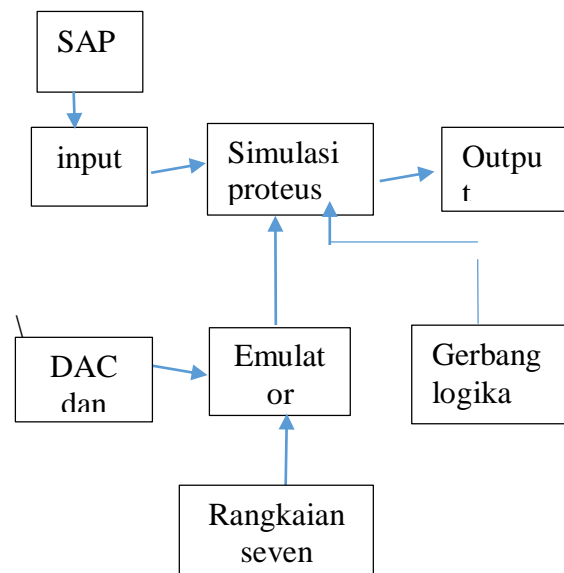 SAP
input
Simulasi
proteus
Outpu
t
DAC
dan
Emulat
or
Gerbang
logika
Rangkaian
seven